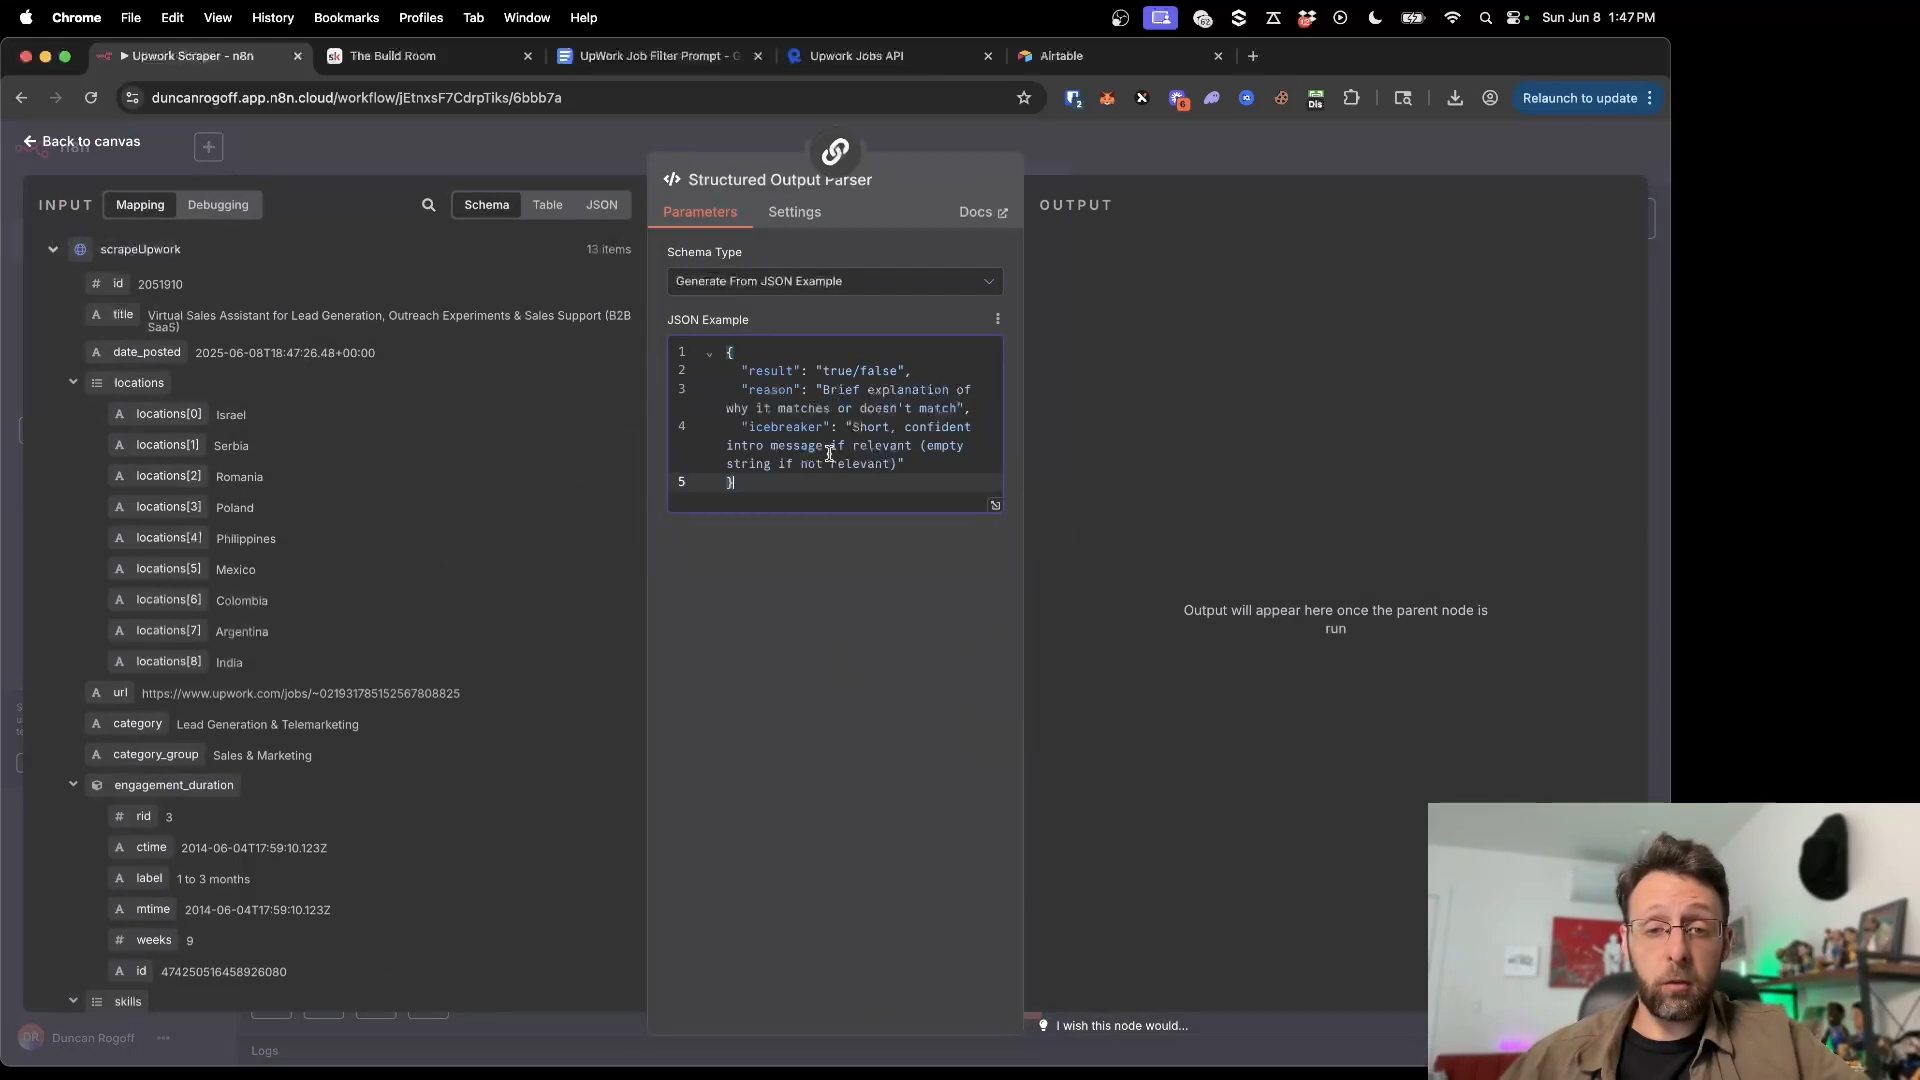 Chrome File Edit View History Bookmarks Profiles Tab Window Help
Sun Jun 8 1:47 PM
Upwork Scraper - n8n
The Build Room
UpWork Job Filter Prompt - G
Upwork Jobs API
Airtable
duncanrogoff.app.n8n.cloud/workflow/jEtnxsF7CdrpTiks/6bbb7a
6
Dis
Relaunch to update
Back to canvas
INPUT
Mapping
Debugging
Schema
Table
JSON
scrapeUpwork
13 items
# id 2051910
A title Virtual Sales Assistant for Lead Generation, Outreach Experiments & Sales Support (B2B
SaaS)
A date_posted 2025-06-08T18:47:26.48+00:00
locations
A locations[0] Israel
A locations[1] Serbia
A locations[2] Romania
A locations[3] Poland
A locations[4] Philippines
A locations[5] Mexico
A locations[6] Colombia
A locations[7] Argentina
A locations[8] India
A url https://www.upwork.com/jobs/~021931785152567808825
A category Lead Generation & Telemarketing
A category_group Sales & Marketing
engagement_duration
# rid 3
A ctime 2014-06-04T17:59:10.123Z
A label 1 to 3 months
A mtime 2014-06-04T17:59:10.123Z
# weeks 9
A id 474250516458926080
skills
DR Duncan Rogoff
Logs
Structured Output Parser
Parameters
Settings
Docs
Schema Type
Generate From JSON Example
JSON Example
1 {
2 "result": "true/false",
3 "reason": "Brief explanation of
why it matches or doesn't match",
4 "icebreaker": "Short, confident
intro message if relevant (empty
string if not relevant)"
5 }
OUTPUT
Output will appear here once the parent node is
run
I wish this node would...